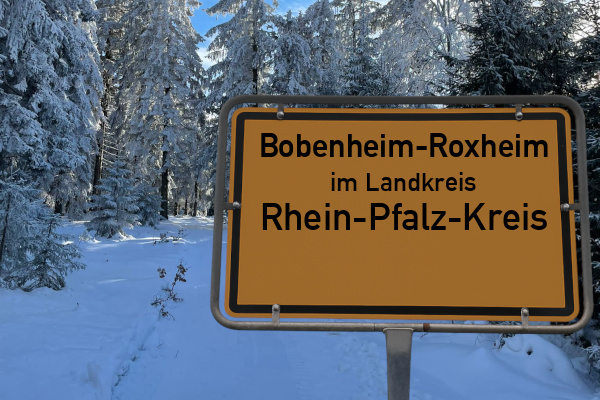 Bobenheim-Roxheim
im Landkreis
Rhein-Pfalz-Kreis